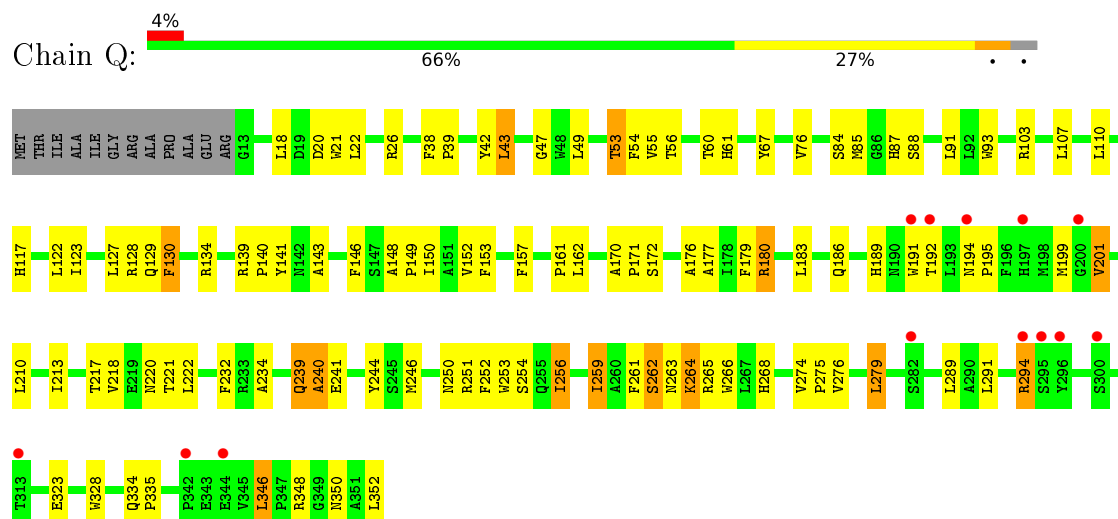 4%
Chain Q:
66% 27% • •
MET THR ILE ALA ILE GLY ARG ALA PRO ALA GLU ARG G13 L18 D19 D20 W21 L22 R26 F38 P39 Y42 L43 G47 W48 L49 T53 F54 V55 T56 T60 H61 Y67 V76 S84 M85 G86 H87 S88 L91 L92 W93 R103 L107 L110
H117 L122 I123 L127 R128 Q129 F130 R134 R139 P140 Y141 N142 A143 F146 S147 A148 P149 I150 A151 V152 F153 F157 P161 L162 A170 P171 S172 A176 A177 I178 F179 R180 L183 Q186 H189 N190 W191 T192 L193 N194 P195 F196 H197 M198 M199 G200 V201
L210 I213 T217 V218 E219 N220 T221 L222 F232 R233 A234 Q239 A240 E241 Y244 S245 M246 N250 R251 F252 W253 S254 Q255 I256 I259 A260 F261 S262 N263 K264 R265 W266 L267 H268 V274 P275 V276 L279 S282 L289 A290 L291 R294 S295 Y296 S300
T313 E323 W328 Q334 P335 P342 E343 E344 V345 L346 P347 R348 G349 N350 A351 L352